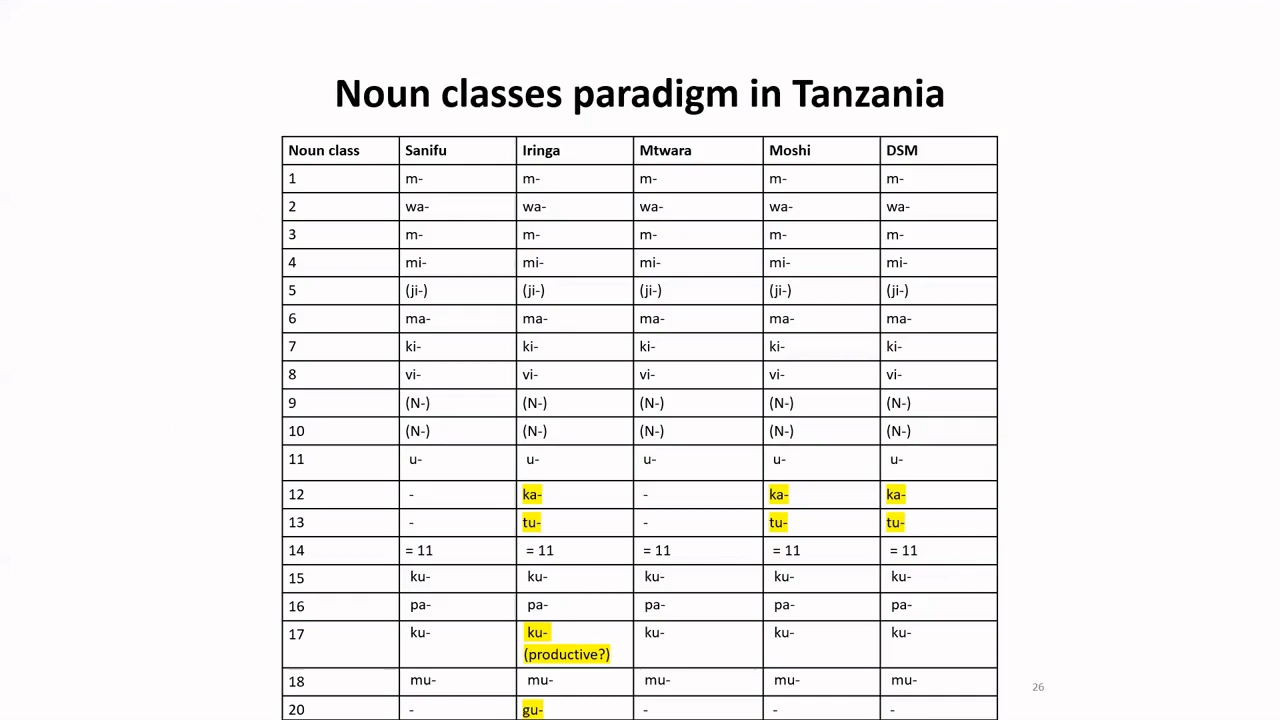 Noun classes paradigm in Tanzania
Noun class Sanifu Iringa Mtwara Moshi DSM
1 m- m- m- m- m-
2 wa- wa- wa- wa- wa-
3 m- m- m- m- m-
4 mi- mi- mi- mi- mi-
5 (ji-) (ji-) (ji-) (ji-) (ji-)
6 ma- ma- ma- ma- ma-
7 ki- ki- ki- ki- ki-
8 vi- vi- vi- vi- vi-
9 (N-) (N-) (N-) (N-) (N-)
10 (N-) (N-) (N-) (N-) (N-)
11 u- u- u- u- u-
12 - ka- - ka- ka-
13 - tu- - tu- tu-
14 = 11 = 11 = 11 = 11 = 11
15 ku- ku- ku- ku- ku-
16 pa- pa- pa- pa- pa-
17 ku- ku- ku- ku- ku-
(productive?)
18 mu- mu- mu- mu- mu-
20 - gu- - - -
26